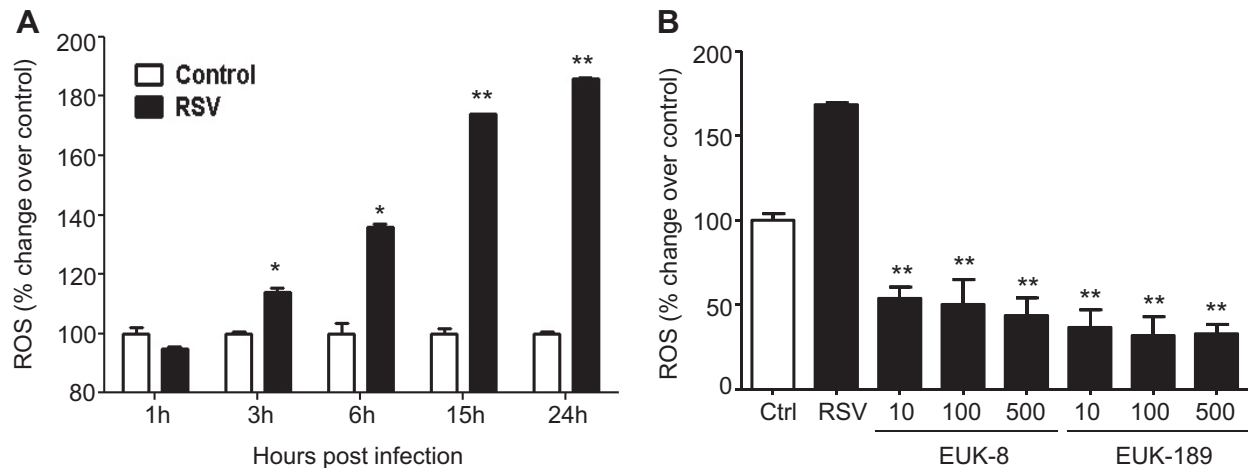 A
ROS (% change over control)
200
180
160
140
120
100
80
Control
RSV
*
*
**
**
1h 3h 6h 15h 24h
Hours post infection
B
ROS (% change over control)
200
150
100
50
0
** ** ** ** ** **
Ctrl RSV 10 100 500 10 100 500
EUK-8 EUK-189